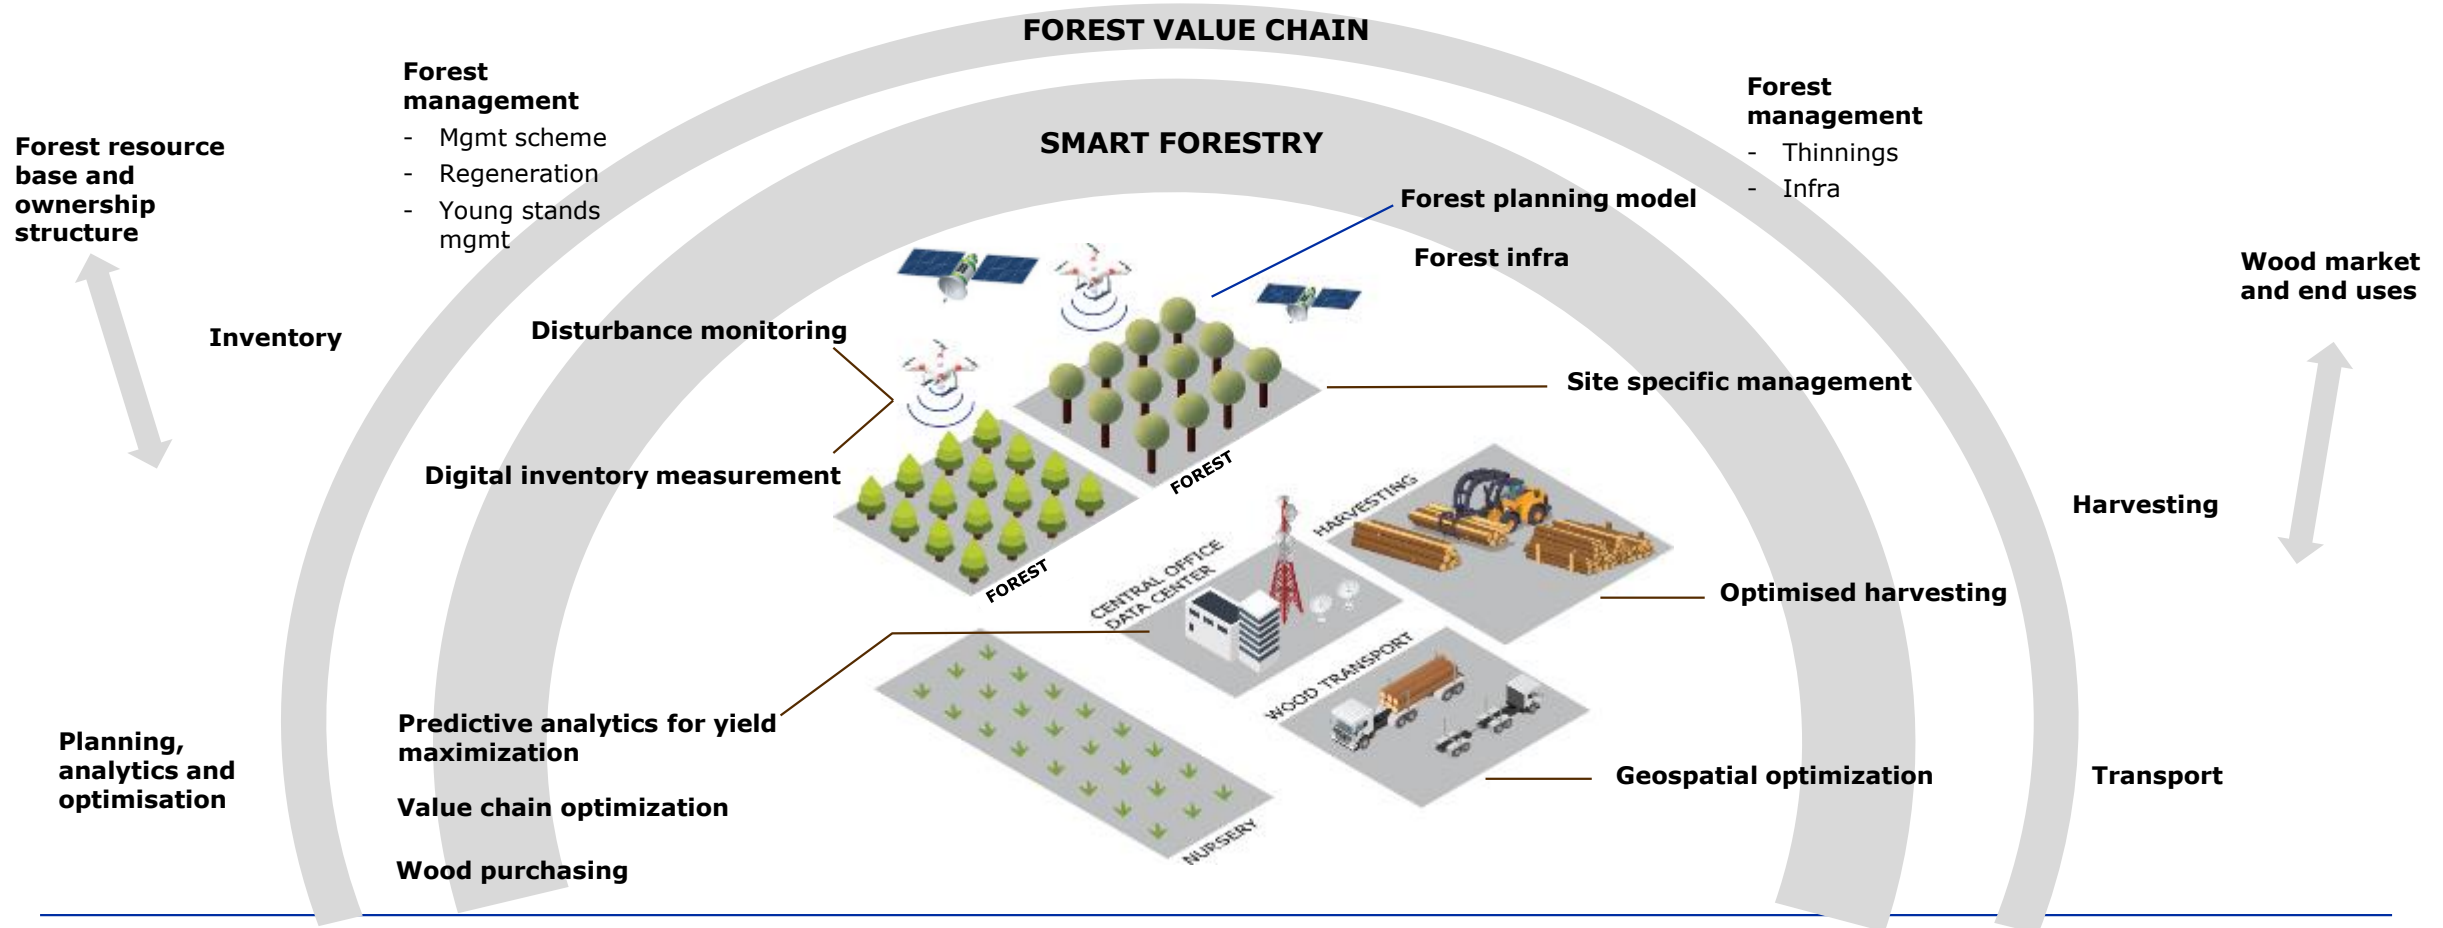 FOREST VALUE CHAIN
Forest
management
- Mgmt scheme
- Regeneration
- Young stands
mgmt
Forest
management
- Thinnings
- Infra
SMART FORESTRY
Forest resource
base and
ownership
structure
Forest planning model
Forest infra
Wood market
and end uses
Inventory
Disturbance monitoring
Site specific management
Digital inventory measurement
FOREST
FOREST
HARVESTING
Harvesting
CENTRAL OFFICE
DATA CENTER
Optimised harvesting
WOOD TRANSPORT
Predictive analytics for yield
maximization
Planning,
analytics and
optimisation
Geospatial optimization
Transport
Value chain optimization
NURSERY
Wood purchasing